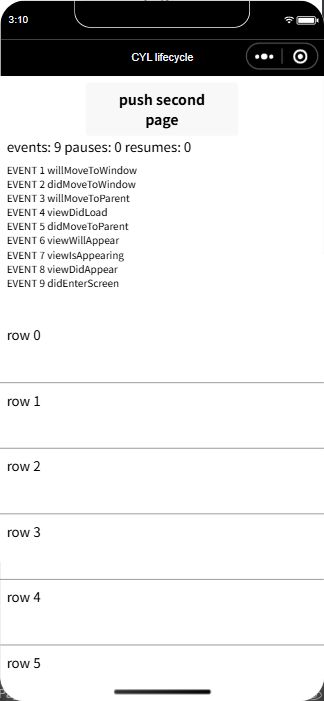 3:10
CYL lifecycle
push second
page
events: 9 pauses: 0 resumes: 0
EVENT 1 willMoveToWindow
EVENT 2 didMoveToWindow
EVENT 3 willMoveToParent
EVENT 4 viewDidLoad
EVENT 5 didMoveToParent
EVENT 6 viewWillAppear
EVENT 7 viewIsAppearing
EVENT 8 viewDidAppear
EVENT 9 didEnterScreen
row 0
row 1
row 2
row 3
row 4
row 5